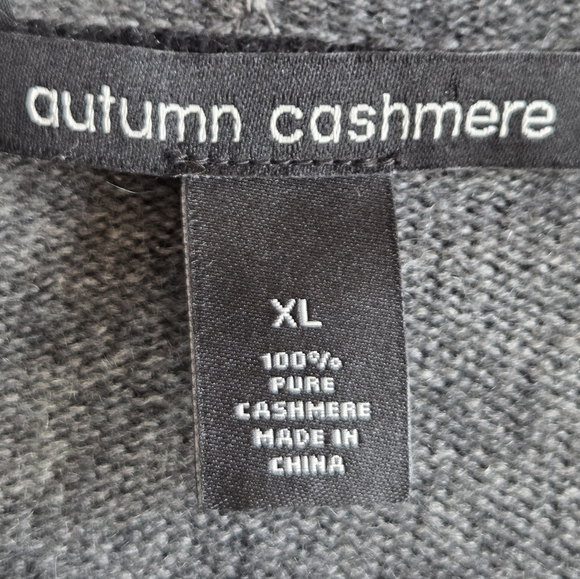 autumn cashmere
XL
100%
PURE
CASHMERE
MADE IN
CHINA